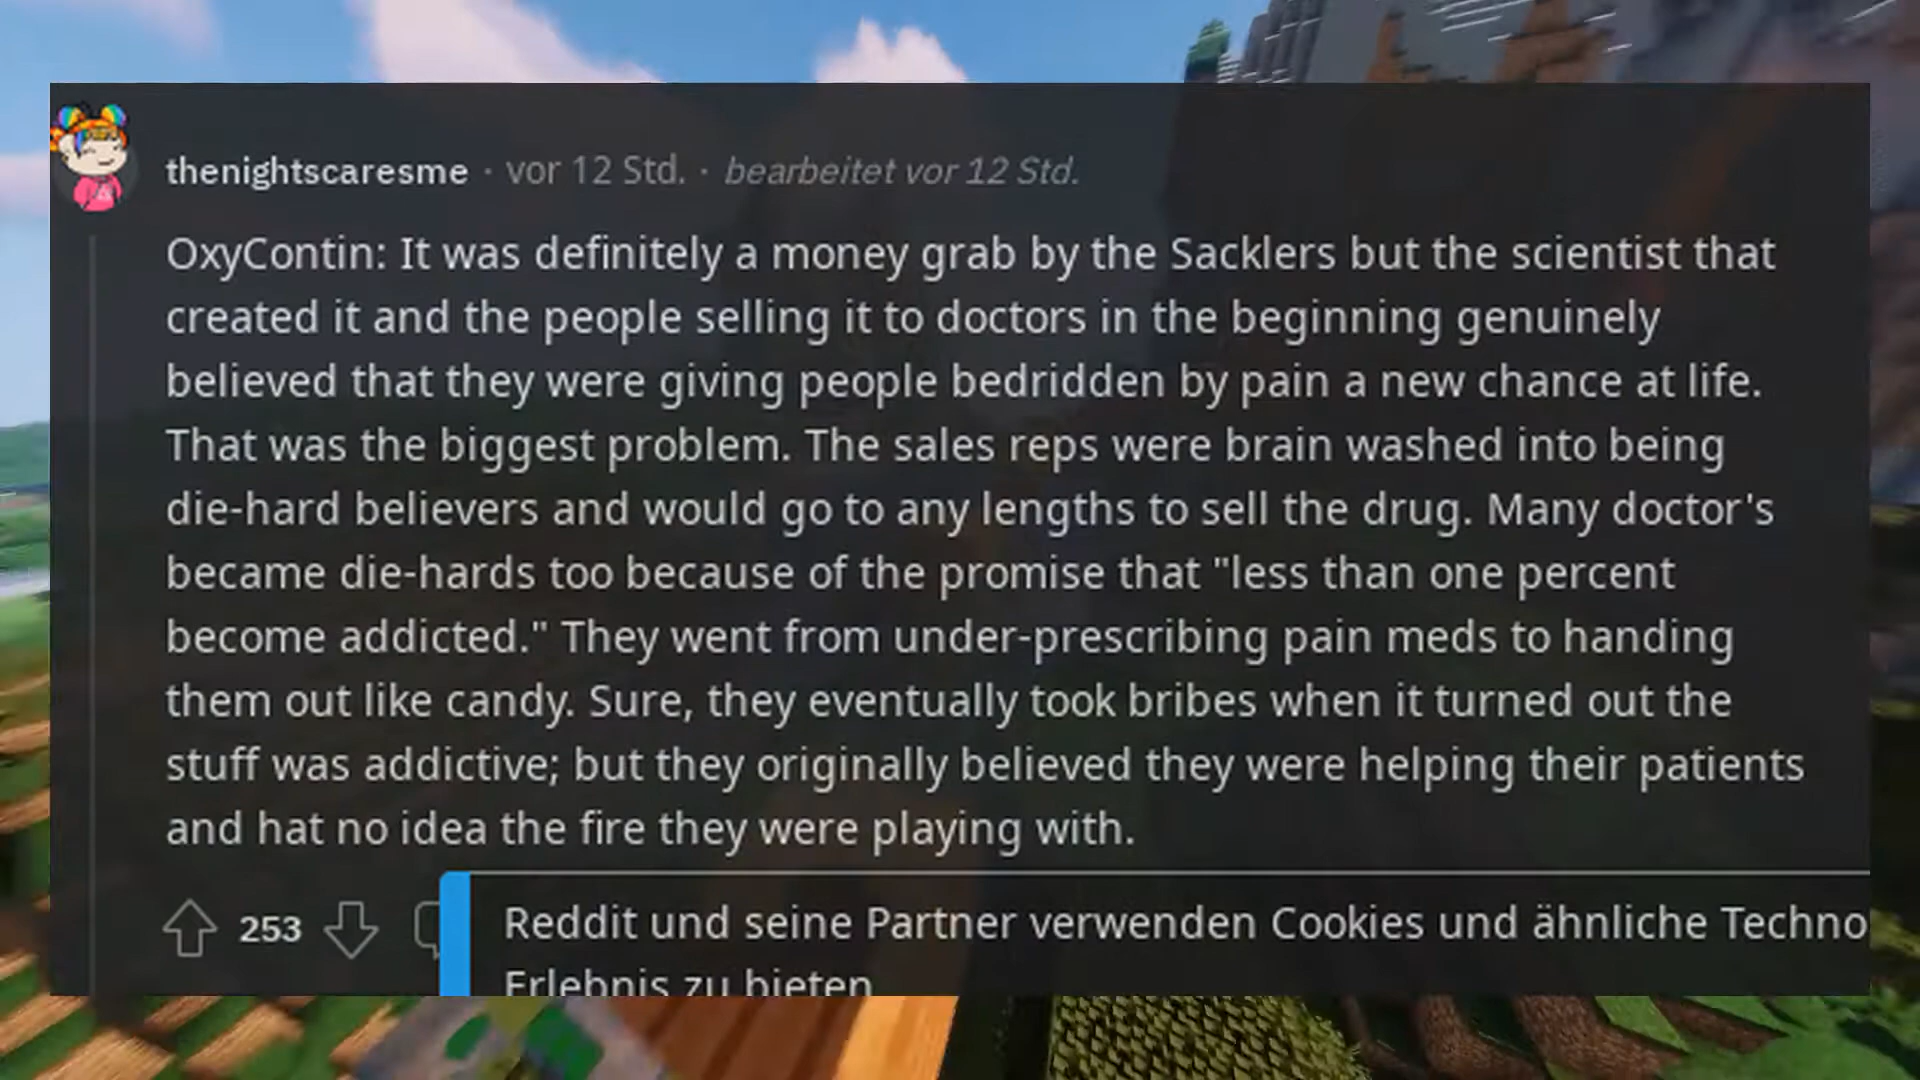 thenightscaresme · vor 12 Std. · bearbeitet vor 12 Std.
OxyContin: It was definitely a money grab by the Sacklers but the scientist that
created it and the people selling it to doctors in the beginning genuinely
believed that they were giving people bedridden by pain a new chance at life.
That was the biggest problem. The sales reps were brain washed into being
die-hard believers and would go to any lengths to sell the drug. Many doctor's
became die-hards too because of the promise that "less than one percent
become addicted." They went from under-prescribing pain meds to handing
them out like candy. Sure, they eventually took bribes when it turned out the
stuff was addictive; but they originally believed they were helping their patients
and hat no idea the fire they were playing with.
253
Reddit und seine Partner verwenden Cookies und ähnliche Techno
Erlebnis zu bieten